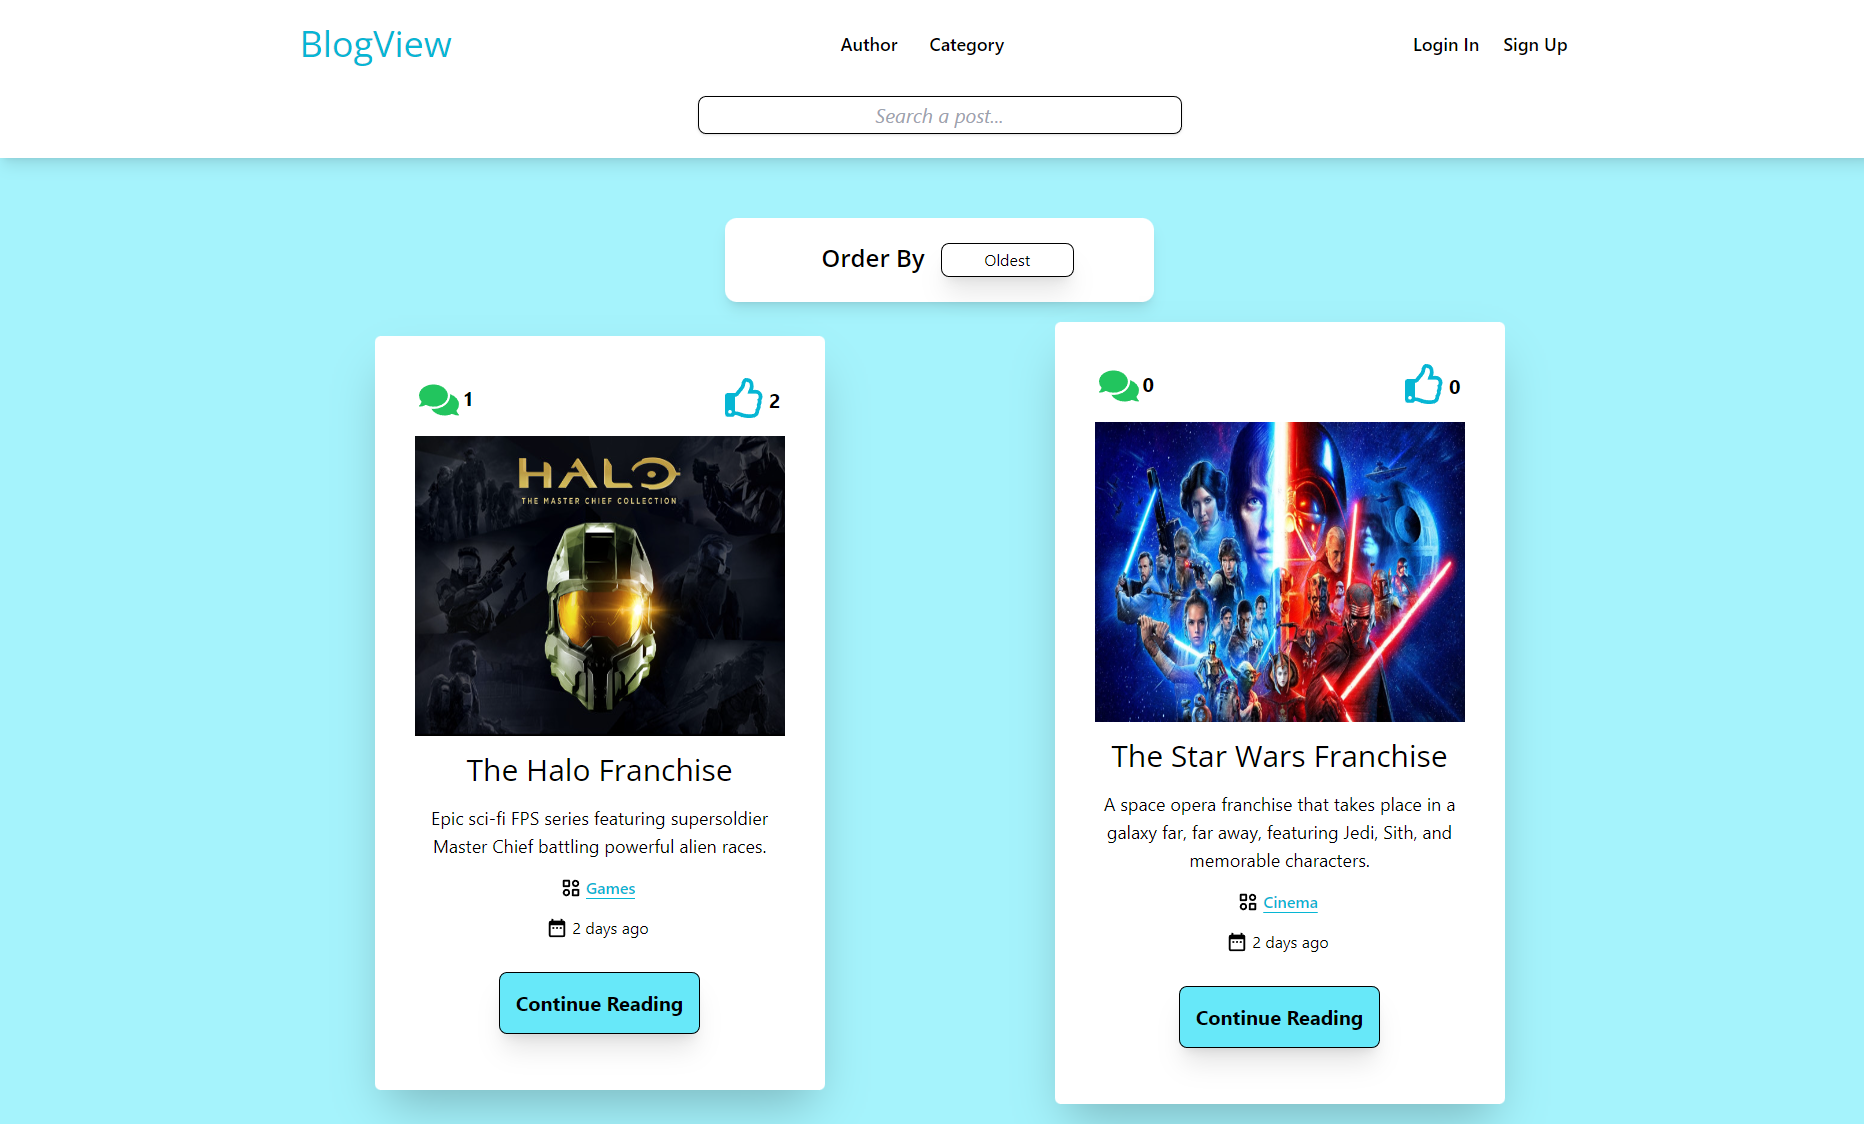 BlogView
Author
Category
Login In
Sign Up
Search a post...
Order By
Oldest
1
2
HALO
THE MASTER CHIEF COLLECTION
The Halo Franchise
Epic sci-fi FPS series featuring supersoldier
Master Chief battling powerful alien races.
Games
2 days ago
Continue Reading
0
0
The Star Wars Franchise
A space opera franchise that takes place in a
galaxy far, far away, featuring Jedi, Sith, and
memorable characters.
Cinema
2 days ago
Continue Reading